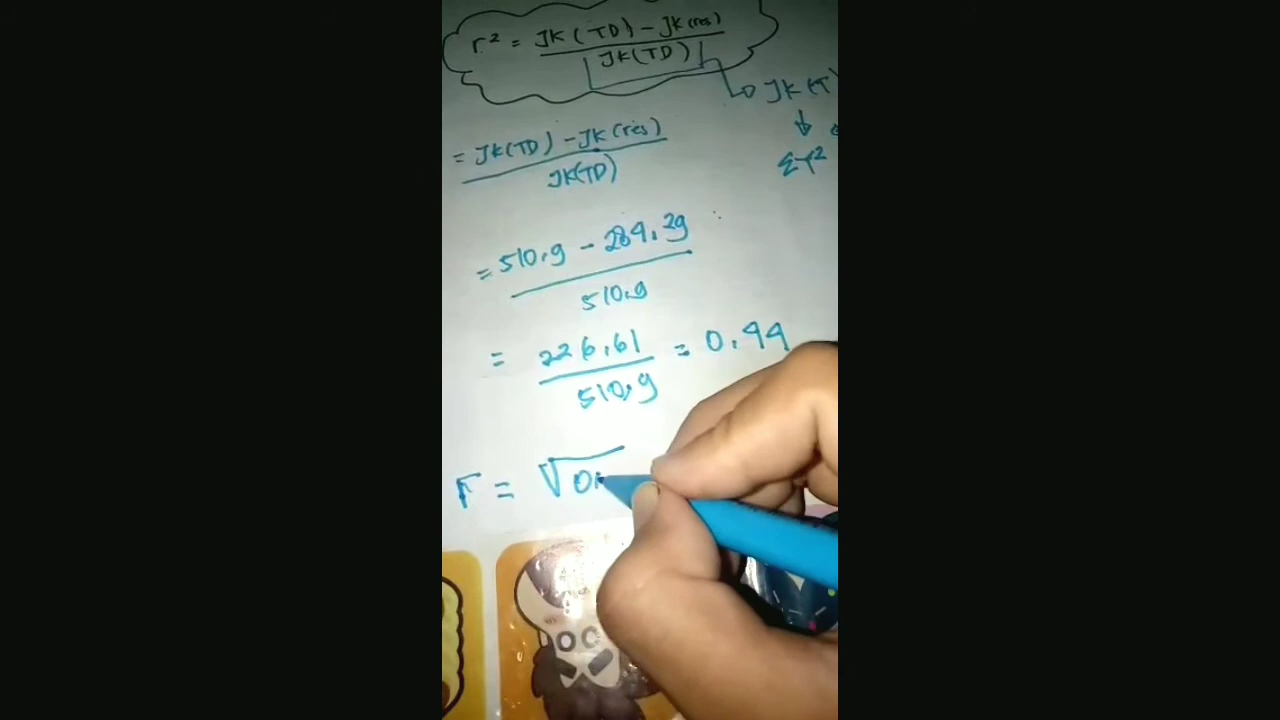 r² = JK(TD) - JK(res)
JK(TD)
JK(T
ΣY²
= JK(TD) - JK(res)
JK(TD)
= 510,9 - 284,29
510,9
= 226,61 = 0,44
510,9
r = √0,